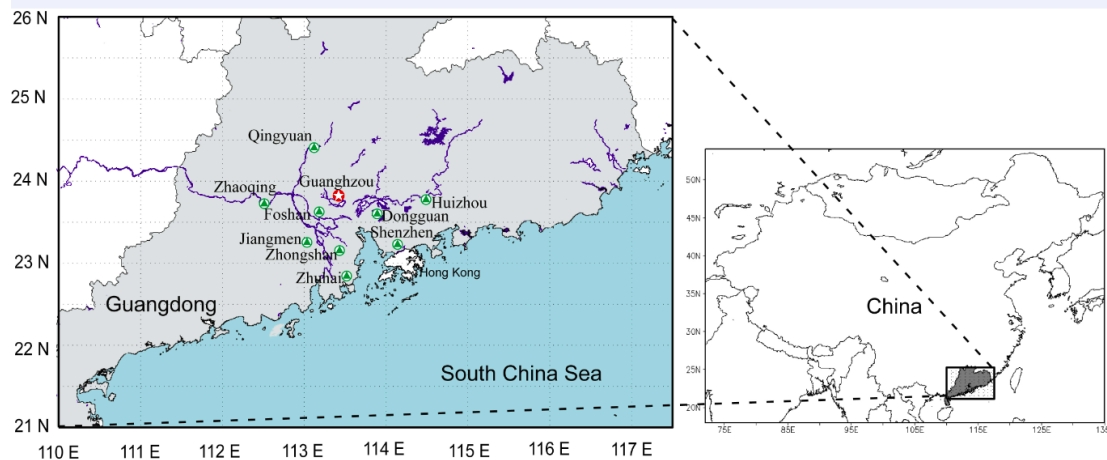 26 N
25 N
24 N
23 N
22 N
21 N
110 E
111 E
112 E
113 E
114 E
115 E
116 E
117 E
Qingyuan
Zhaoqing
Guanghzou
Foshan
Huizhou
Dongguan
Shenzhen
Jiangmen
Zhongshan
Zhuhai
Hong Kong
Guangdong
South China Sea
50N
45N
40N
35N
30N
25N
20N
China
75E
85E
95E
105E
115E
125E
135